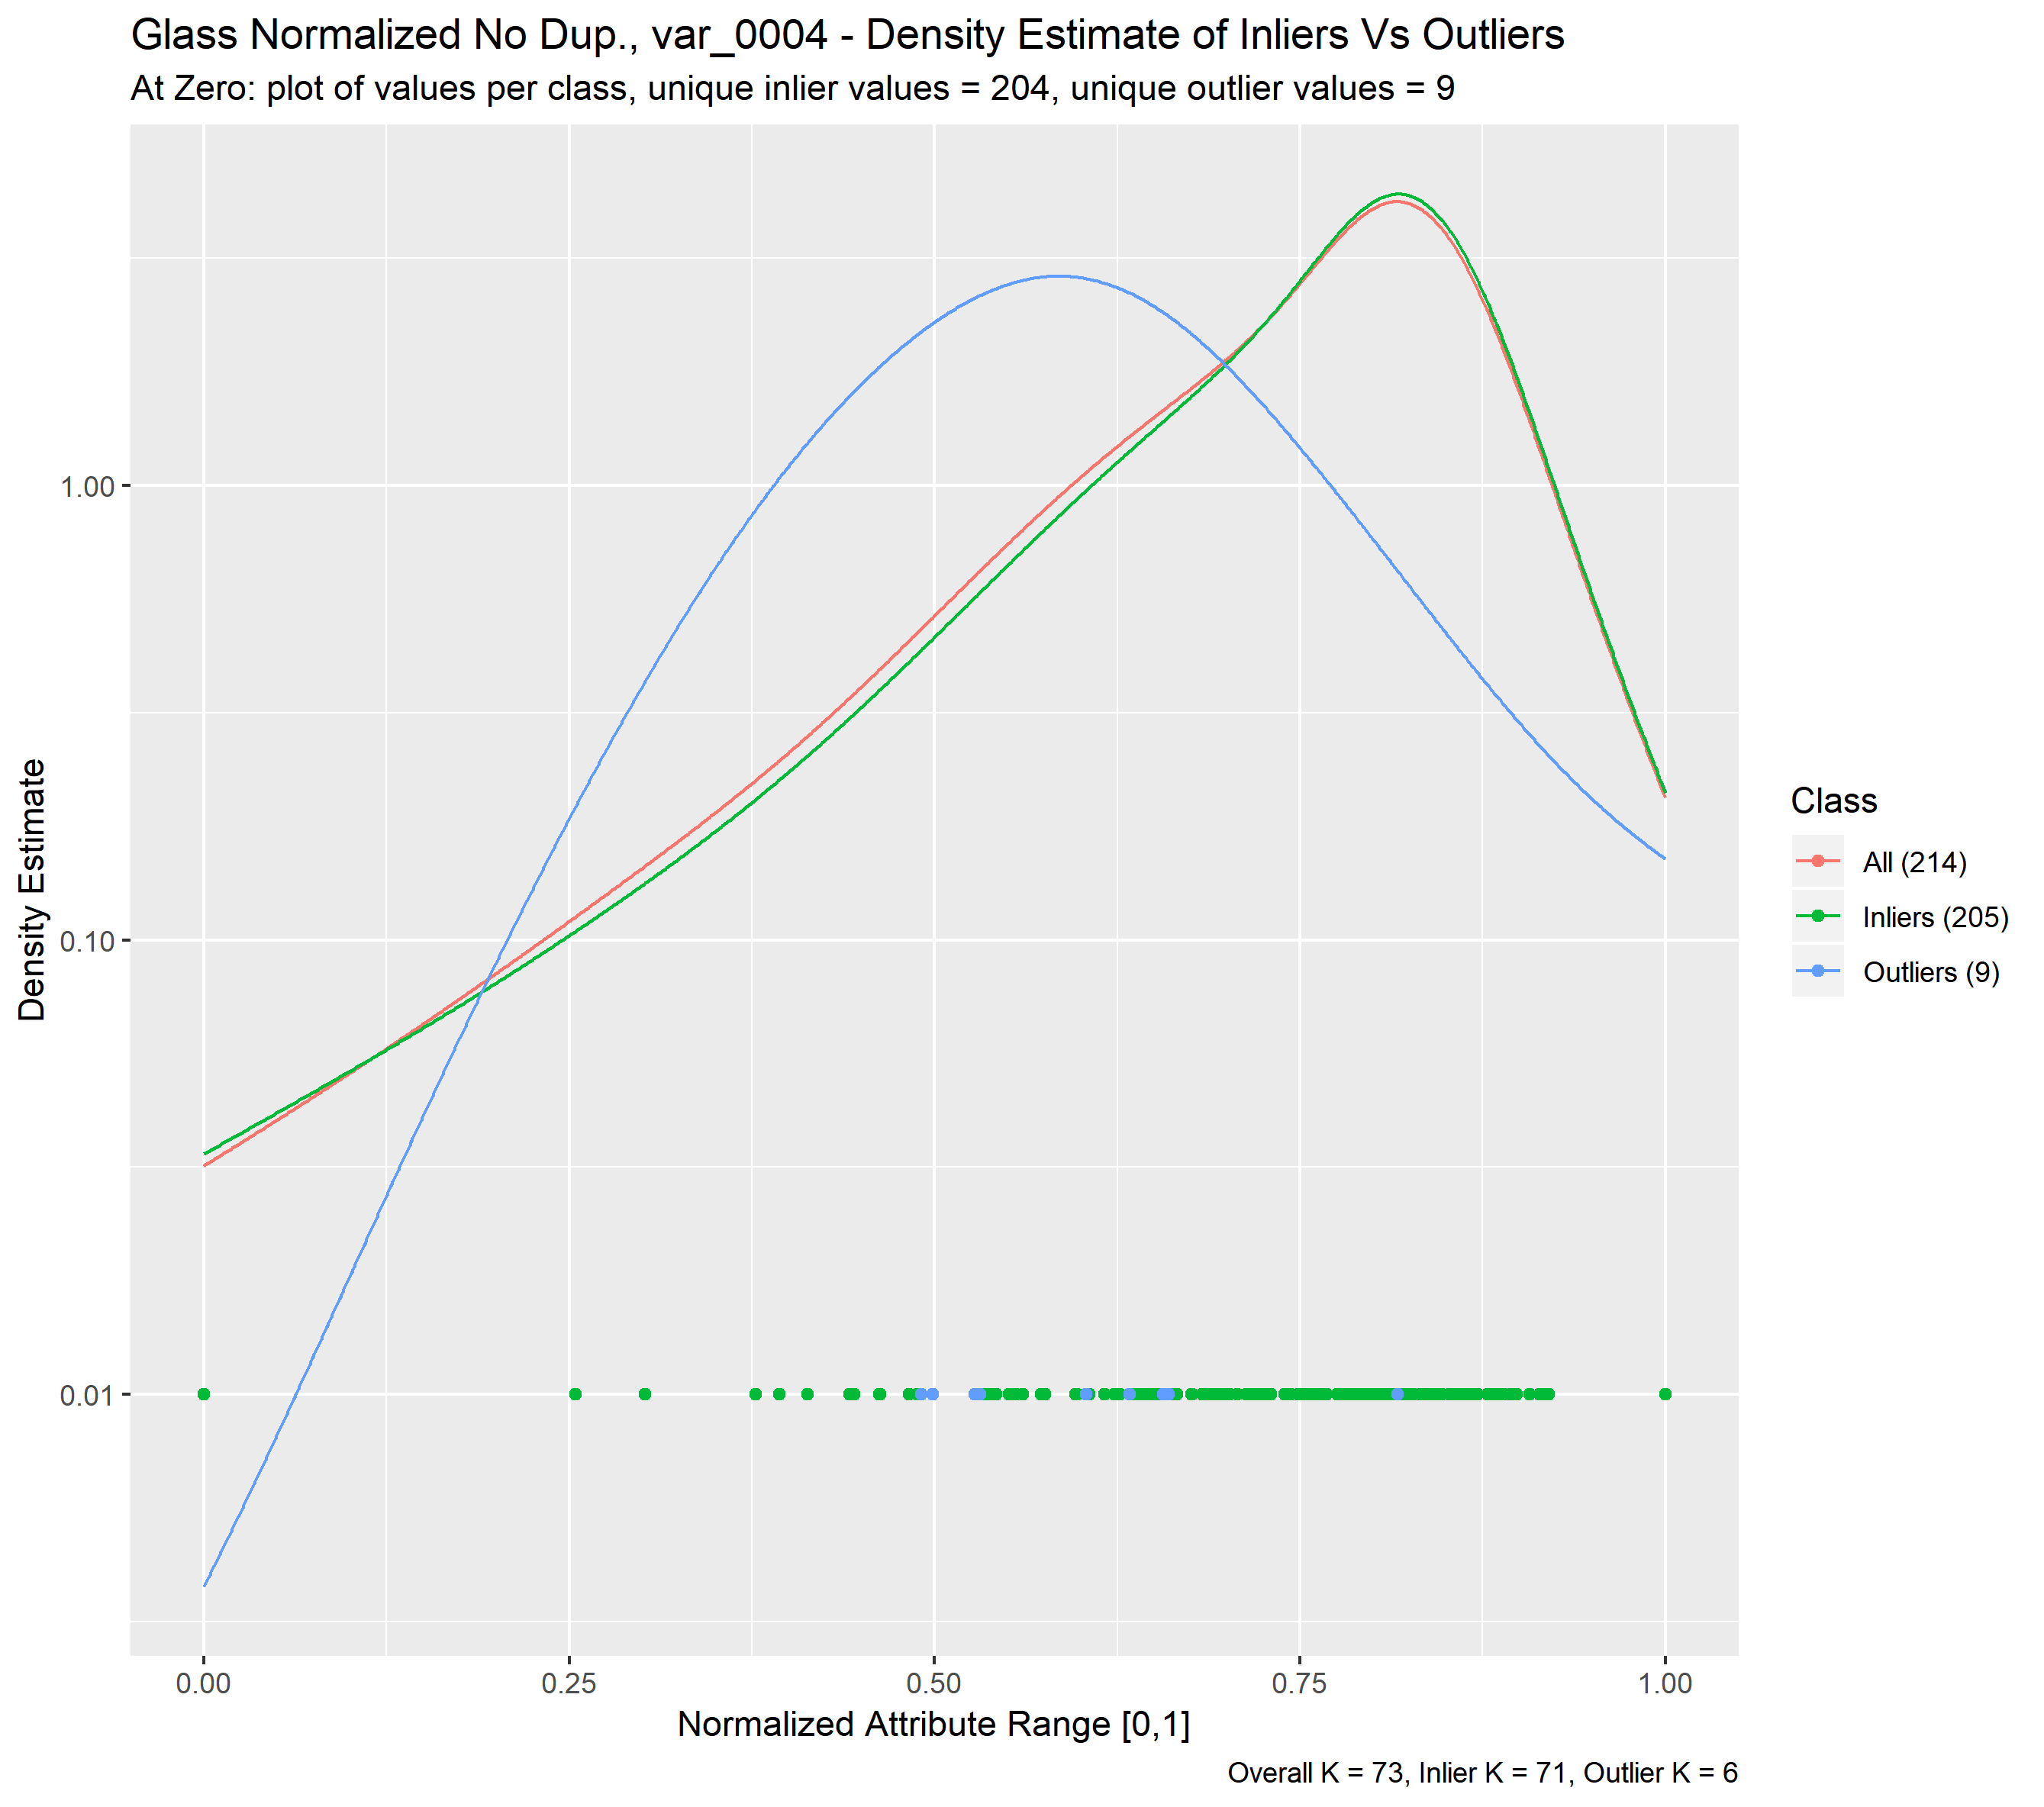 Glass Normalized No Dup., var_0004 - Density Estimate of Inliers Vs Outliers
At Zero: plot of values per class, unique inlier values = 204, unique outlier values = 9
Density Estimate
1.00
0.10
0.01
0.00 0.25 0.50 0.75 1.00
Normalized Attribute Range [0,1]
Class
All (214)
Inliers (205)
Outliers (9)
Overall K = 73, Inlier K = 71, Outlier K = 6